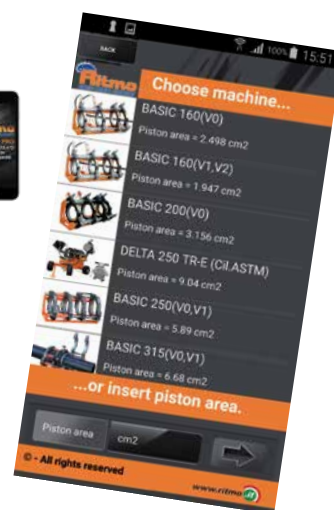 100% 15:51
BACK
Ritmo
Choose machine...
BASIC 160(V0)
Piston area = 2.498 cm2
BASIC 160(V1,V2)
Piston area = 1.947 cm2
BASIC 200(V0)
Piston area = 3.156 cm2
DELTA 250 TR-E (Cil.ASTM)
Piston area = 9.04 cm2
BASIC 250(V0,V1)
Piston area = 5.89 cm2
BASIC 315(V0,V1)
Piston area = 6.68 cm2
...or insert piston area.
Piston area
cm2
© - All rights reserved
www.ritmo.it